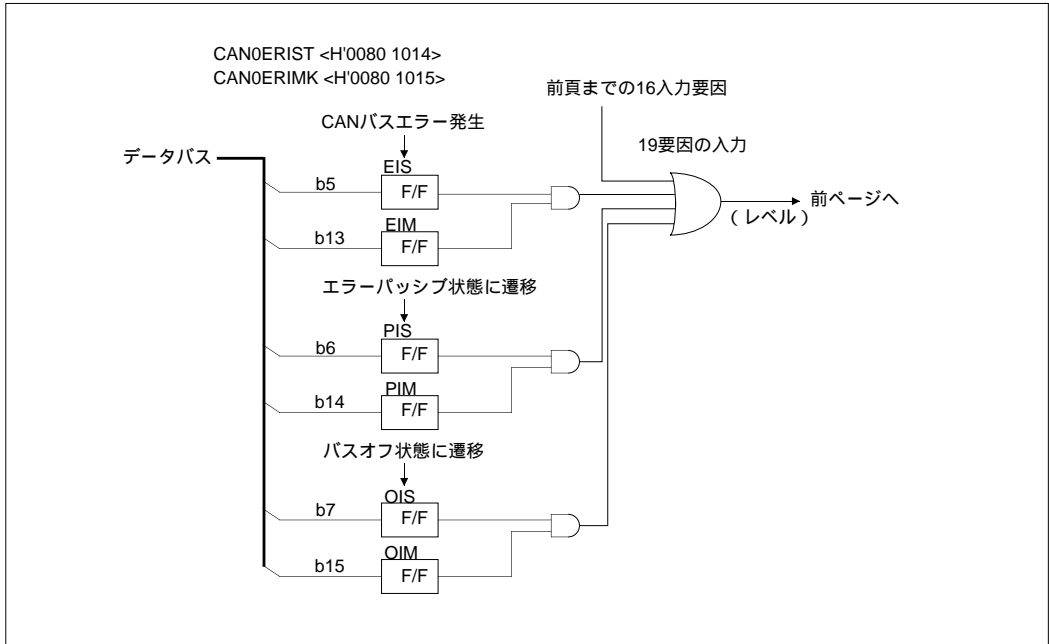 CAN0ERIST <H'0080 1014>
CAN0ERIMK <H'0080 1015>
前頁までの16入力要因
CANバスエラー発生
19要因の入力
データバス
EIS
b5
F/F
前ページへ
(レベル)
EIM
b13
F/F
エラーパッシブ状態に遷移
PIS
b6
F/F
PIM
b14
F/F
バスオフ状態に遷移
OIS
b7
F/F
OIM
b15
F/F